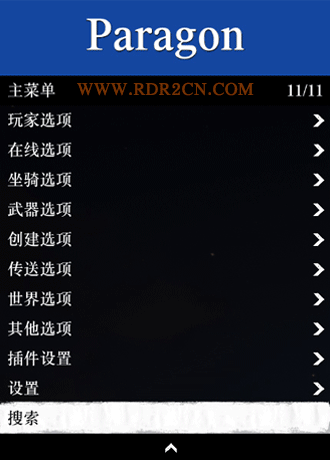 Paragon
主菜单 WWW.RDR2CN.COM 11/11
玩家选项
在线选项
坐骑选项
武器选项
创建选项
传送选项
世界选项
其他选项
插件设置
设置
搜索